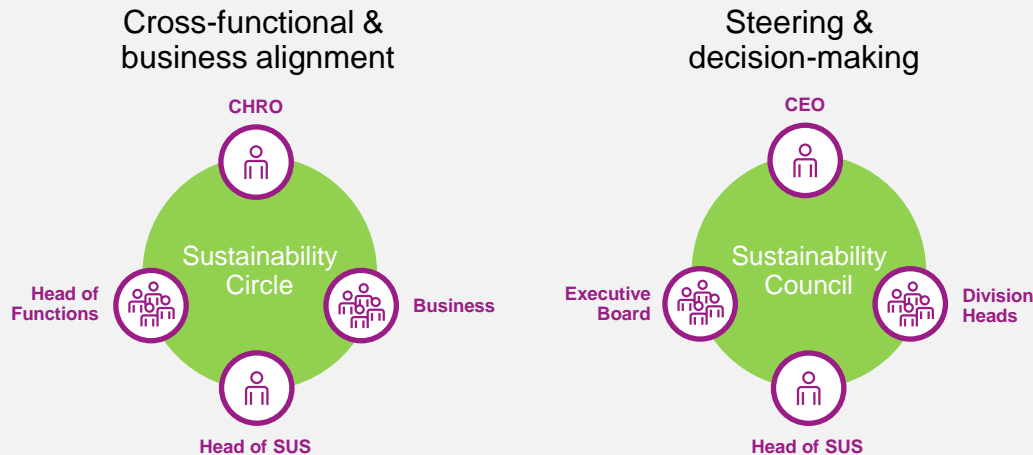 Cross-functional &
business alignment
CHRO
Sustainability
Circle
Head of
Functions
Business
Head of SUS
Steering &
decision-making
CEO
Sustainability
Council
Executive
Board
Division
Heads
Head of SUS